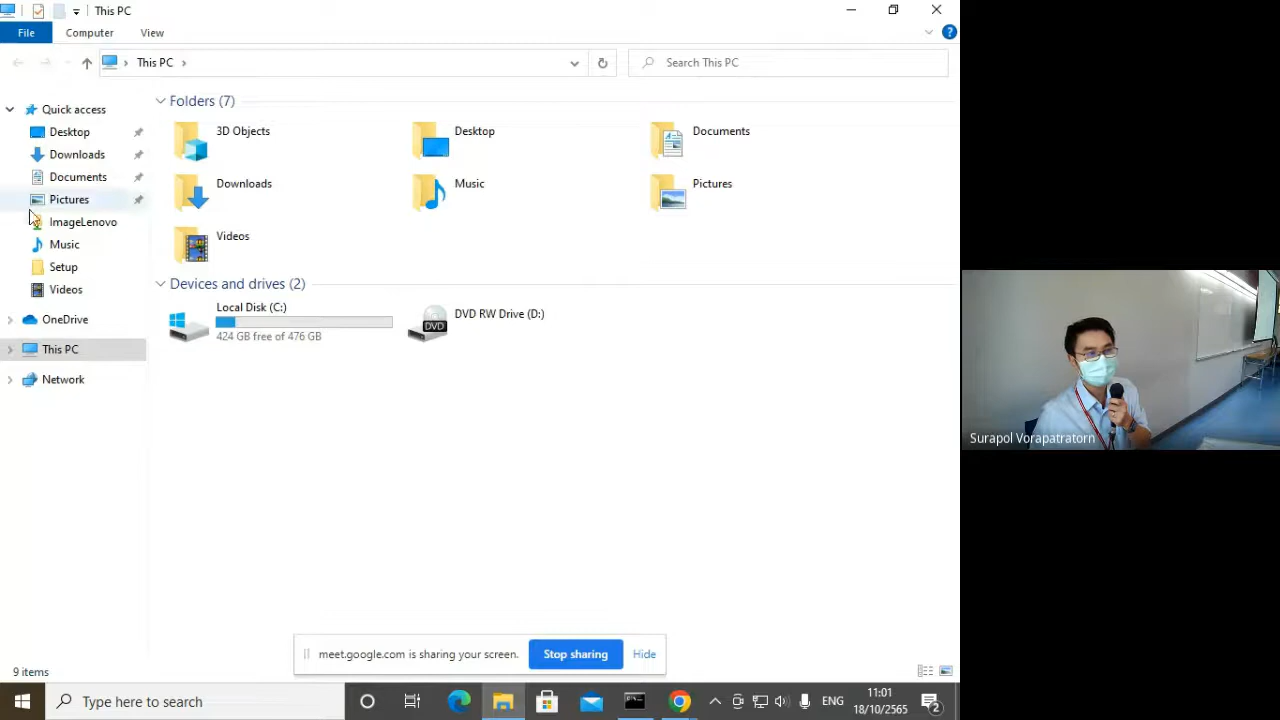 This PC
File
Computer
View
This PC
Search This PC
Quick access
Desktop
Downloads
Documents
Pictures
ImageLenovo
Music
Setup
Videos
OneDrive
This PC
Network
Folders (7)
3D Objects
Desktop
Documents
Downloads
Music
Pictures
Videos
Devices and drives (2)
Local Disk (C:)
424 GB free of 476 GB
DVD RW Drive (D:)
DVD
Surapol Vorapatratorn
meet.google.com is sharing your screen.
Stop sharing
Hide
9 items
Type here to search
ENG
11:01
18/10/2565
2